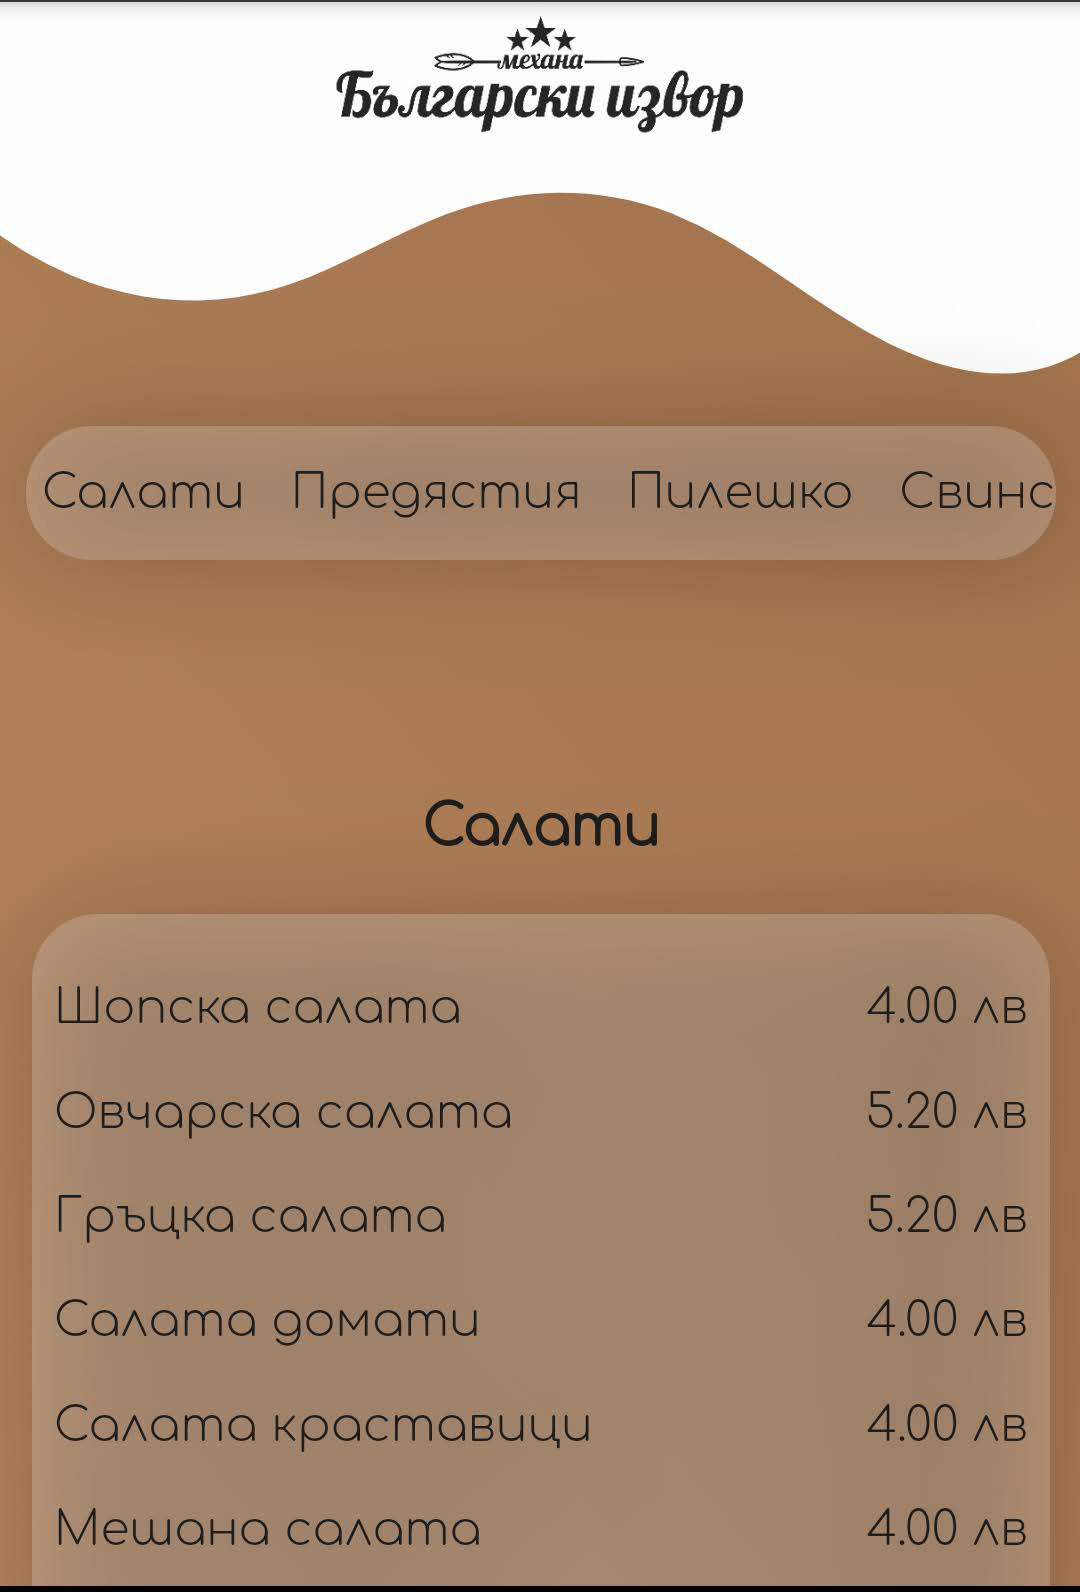 механа
Български извор
Салати Предястия Пилешко Свинс
Салати
Шопска салата 4.00 лв
Овчарска салата 5.20 лв
Гръцка салата 5.20 лв
Салата домати 4.00 лв
Салата краставици 4.00 лв
Мешана салата 4.00 лв